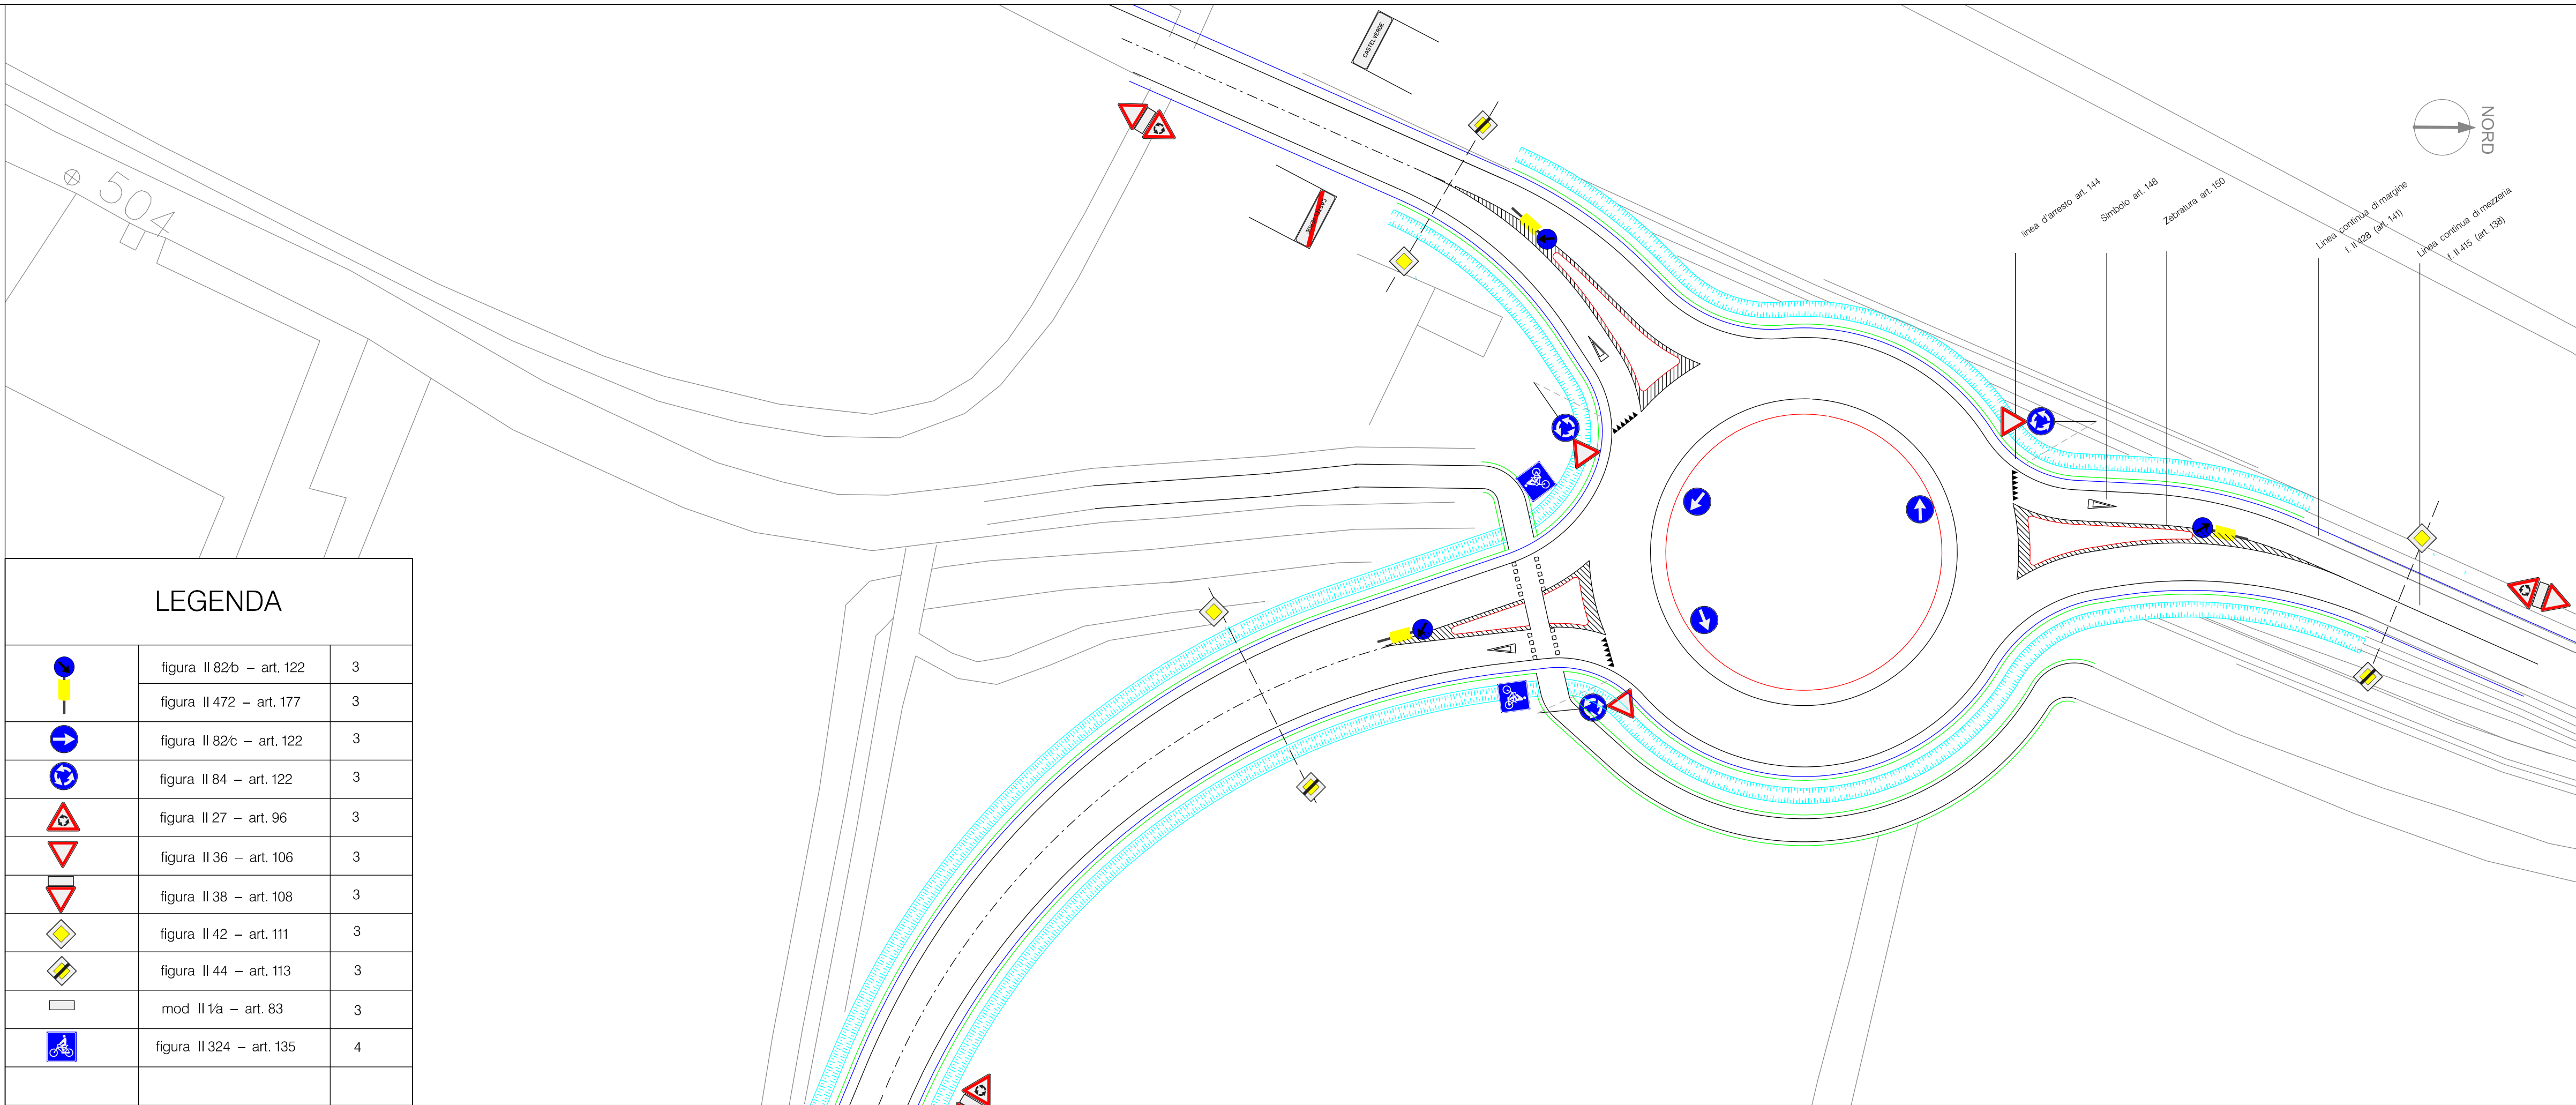 CASTELVERDE
NORD
504
linea d'arresto art. 144
Simbolo art. 148
Zebratura art. 150
Linea continua di margine
f. II 428 (art. 141)
Linea continua di mezzeria
f. II 415 (art. 138)
LEGENDA
figura II 82/b – art. 122 3
figura II 472 – art. 177 3
figura II 82/c – art. 122 3
figura II 84 – art. 122 3
figura II 27 – art. 96 3
figura II 36 – art. 106 3
figura II 38 – art. 108 3
figura II 42 – art. 111 3
figura II 44 – art. 113 3
mod II 1/a – art. 83 3
figura II 324 – art. 135 4